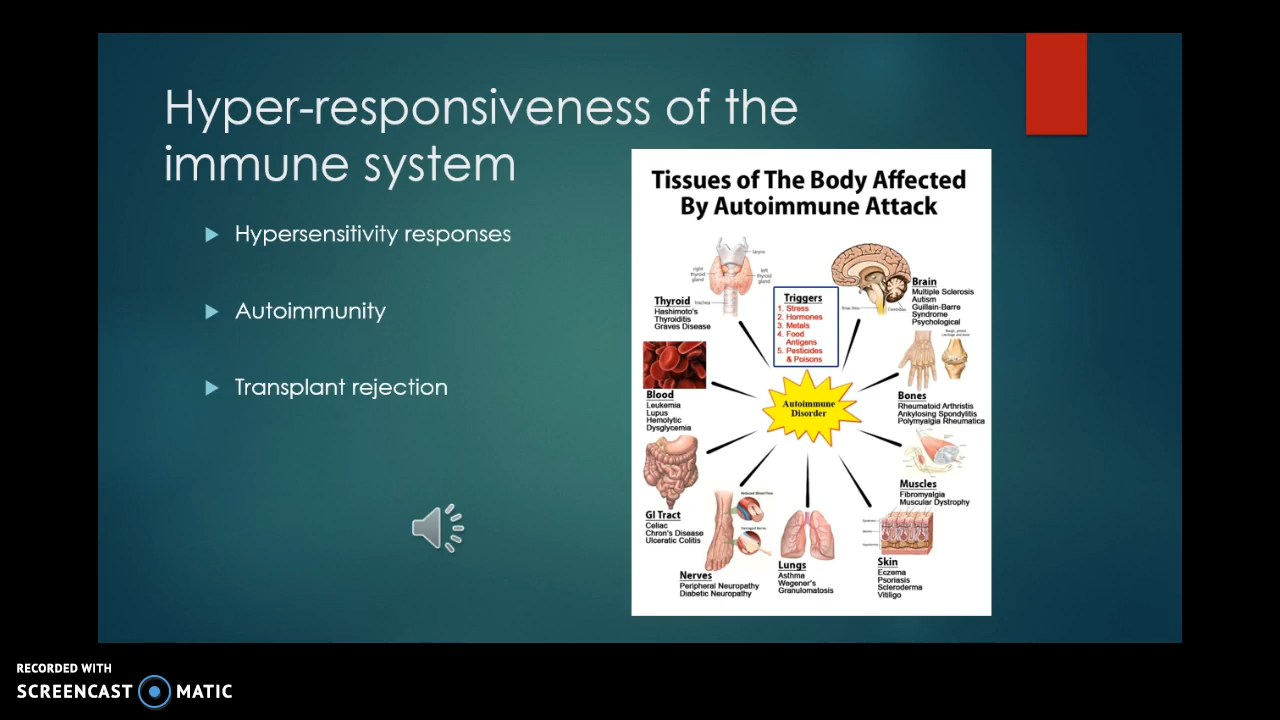 Hyper-responsiveness of the
immune system
Hypersensitivity responses
Autoimmunity
Transplant rejection
Tissues of The Body Affected
By Autoimmune Attack
larynx
right
thyroid
gland
left
thyroid
gland
trachea
Thyroid
Hashimoto's
Thyroiditis
Graves Disease
Triggers
1. Stress
2. Hormones
3. Metals
4. Food
Antigens
5. Pesticides
& Poisons
Brain
Multiple Sclerosis
Autism
Guillain-Barre
Syndrome
Psychological
Blood
Leukemia
Lupus
Hemolytic
Dysglycemia
Autoimmune
Disorder
Bones
Rheumatoid Arthristis
Ankylosing Spondylitis
Polymyalgia Rheumatica
Muscles
Fibromyalgia
Muscular Dystrophy
GI Tract
Celiac
Chron's Disease
Ulceratic Colitis
Nerves
Peripheral Neuropathy
Diabetic Neuropathy
Lungs
Asthma
Wegener's
Granulomatosis
Skin
Eczema
Psoriasis
Scleroderma
Vitiligo
RECORDED WITH
SCREENCAST MATIC